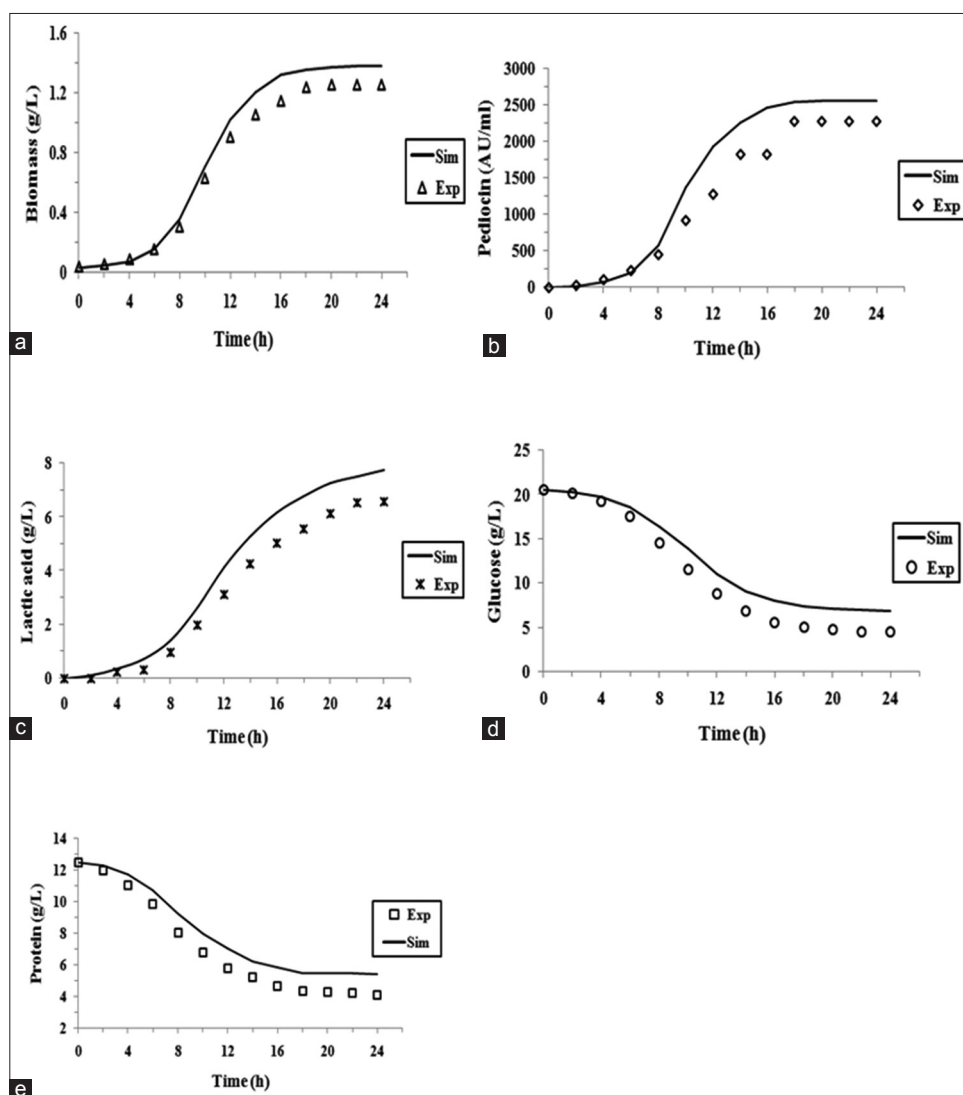 1.6
1.2
0.8
0.4
0
Biomass (g/L)
0 4 8 12 16 20 24
Time (h)
Sim
Exp
a
3000
2500
2000
1500
1000
500
0
Pediocin (AU/ml)
0 4 8 12 16 20 24
Time (h)
Sim
Exp
b
8
6
4
2
0
Lactic acid (g/L)
0 4 8 12 16 20 24
Time (h)
Sim
Exp
c
25
20
15
10
5
0
Glucose (g/L)
0 4 8 12 16 20 24
Time (h)
Sim
Exp
d
14
12
10
8
6
4
2
Protein (g/L)
0 4 8 12 16 20 24
Time (h)
Exp
Sim
e